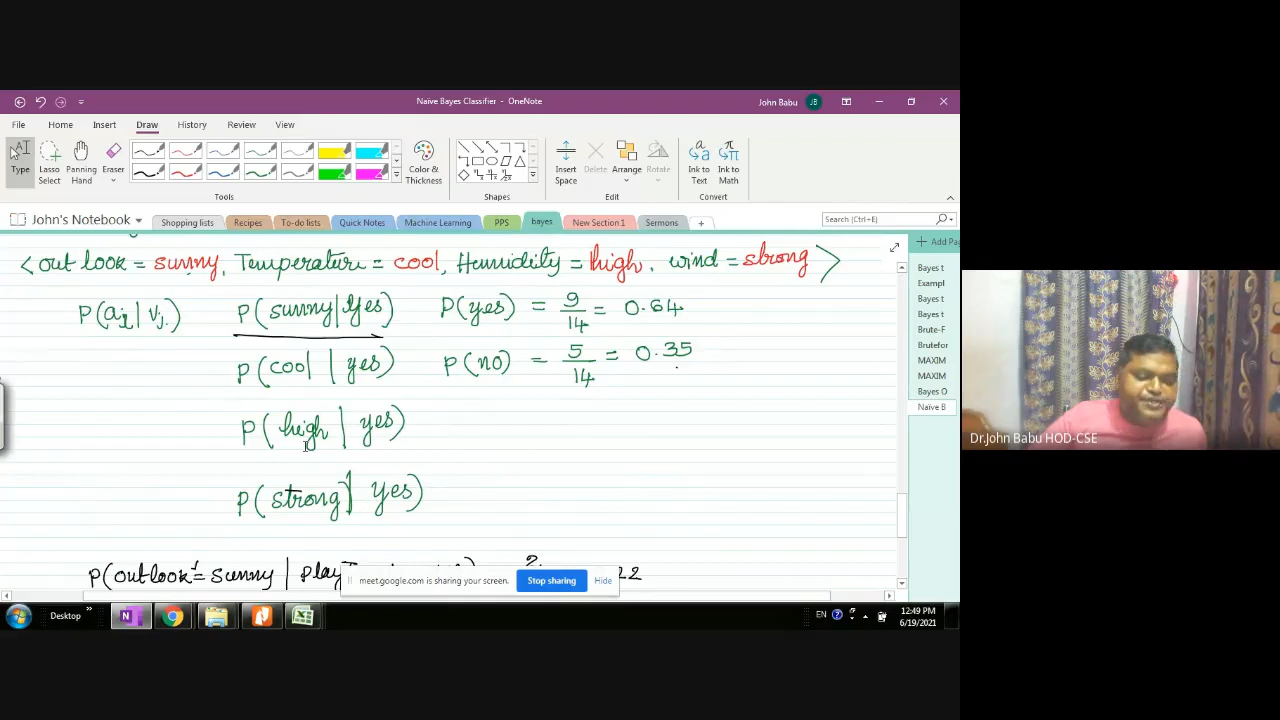 Naïve Bayes Classifier - OneNote
John Babu JB
File Home Insert Draw History Review View
Type Lasso Select Panning Hand Eraser Color & Thickness Insert Space Delete Arrange Rotate Ink to Text Ink to Math
Tools Shapes Edit Convert
John's Notebook Shopping lists Recipes To-do lists Quick Notes Machine Learning PPS bayes New Section 1 Sermons + Search (Ctrl+E)
<out look = sunny, Temperature = cool, Humidity = high, wind = strong>
P(ai | vj) P(sunny|Yes) P(yes) = 9/14 = 0.64
P(cool | yes) P(no) = 5/14 = 0.35
P(high | yes)
P(strong| yes)
P(outlook = sunny | play 22
Add Pag
Bayes t
Exampl
Bayes t
Bayes t
Brute-F
Brutefor
MAXIM
MAXIM
Bayes O
Naïve B
meet.google.com is sharing your screen. Stop sharing Hide
Dr.John Babu HOD-CSE
Desktop » EN 12:49 PM
6/19/2021